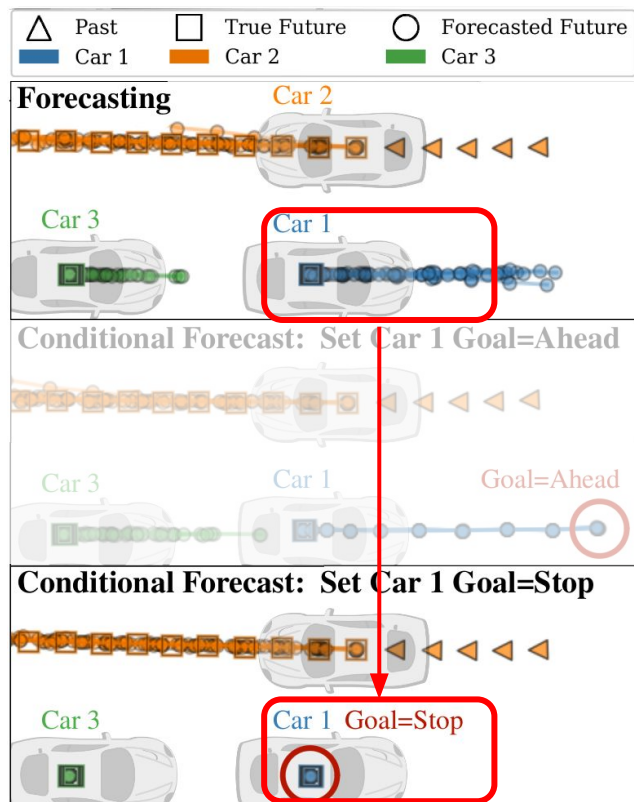 Past True Future Forecasted Future
Car 1 Car 2 Car 3
Forecasting
Car 2
Car 3
Car 1
Conditional Forecast: Set Car 1 Goal=Ahead
Car 3
Car 1
Goal=Ahead
Conditional Forecast: Set Car 1 Goal=Stop
Car 3
Car 1 Goal=Stop